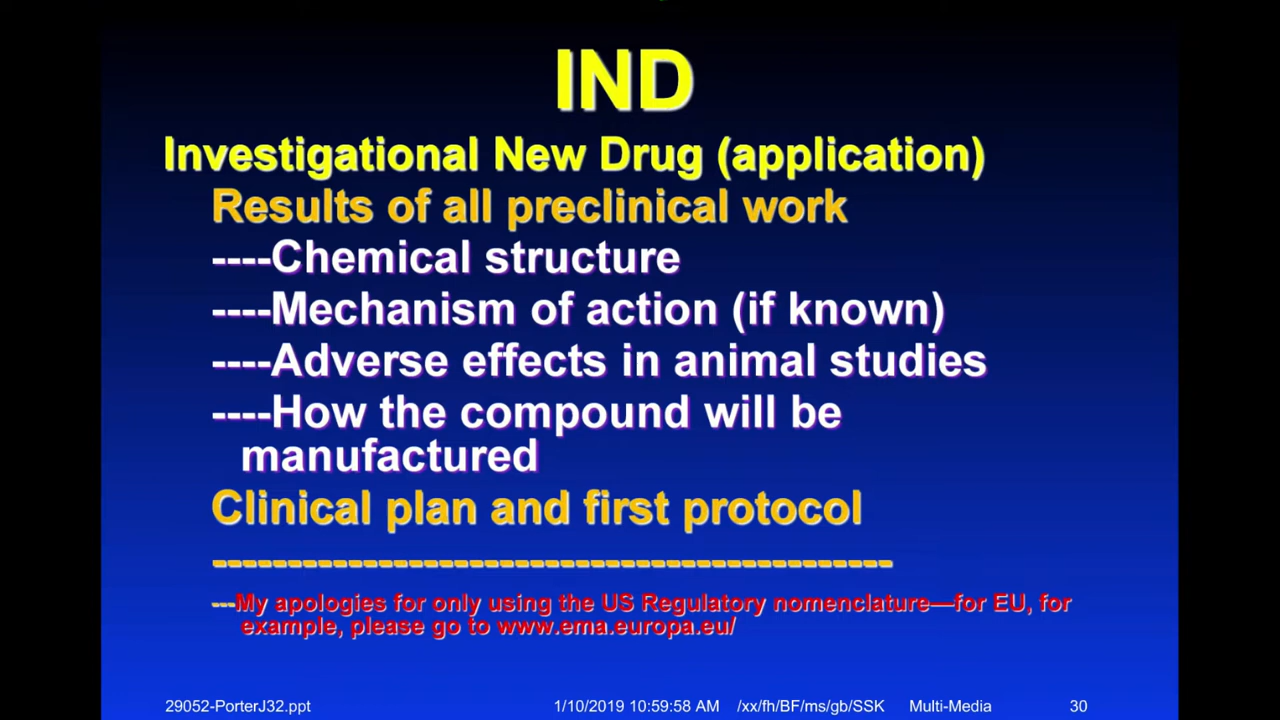 IND
Investigational New Drug (application)
Results of all preclinical work
----Chemical structure
----Mechanism of action (if known)
----Adverse effects in animal studies
----How the compound will be
manufactured
Clinical plan and first protocol
---------------------------------------------
---My apologies for only using the US Regulatory nomenclature—for EU, for
example, please go to www.ema.europa.eu/
29052-PorterJ32.ppt 1/10/2019 10:59:58 AM /xx/fh/BF/ms/gb/SSK Multi-Media 30